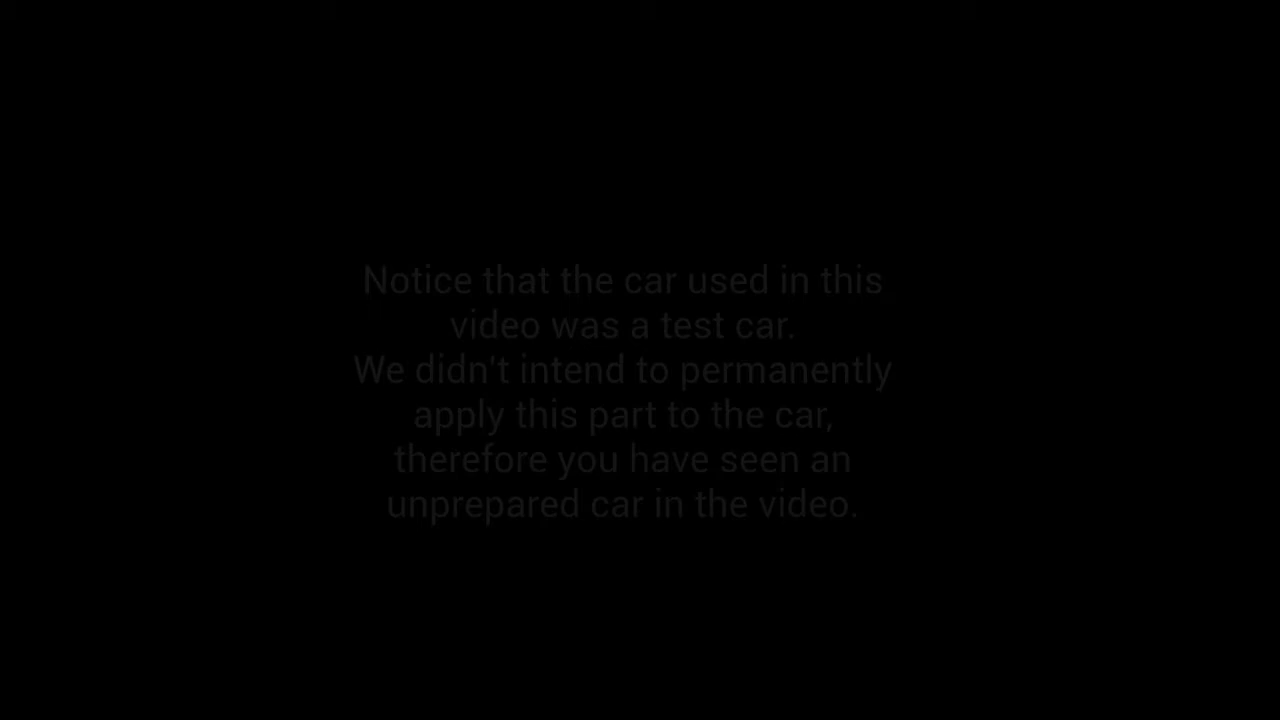 Notice that the car used in this
video was a test car.
We didn't intend to permanently
apply this part to the car,
therefore you have seen an
unprepared car in the video.